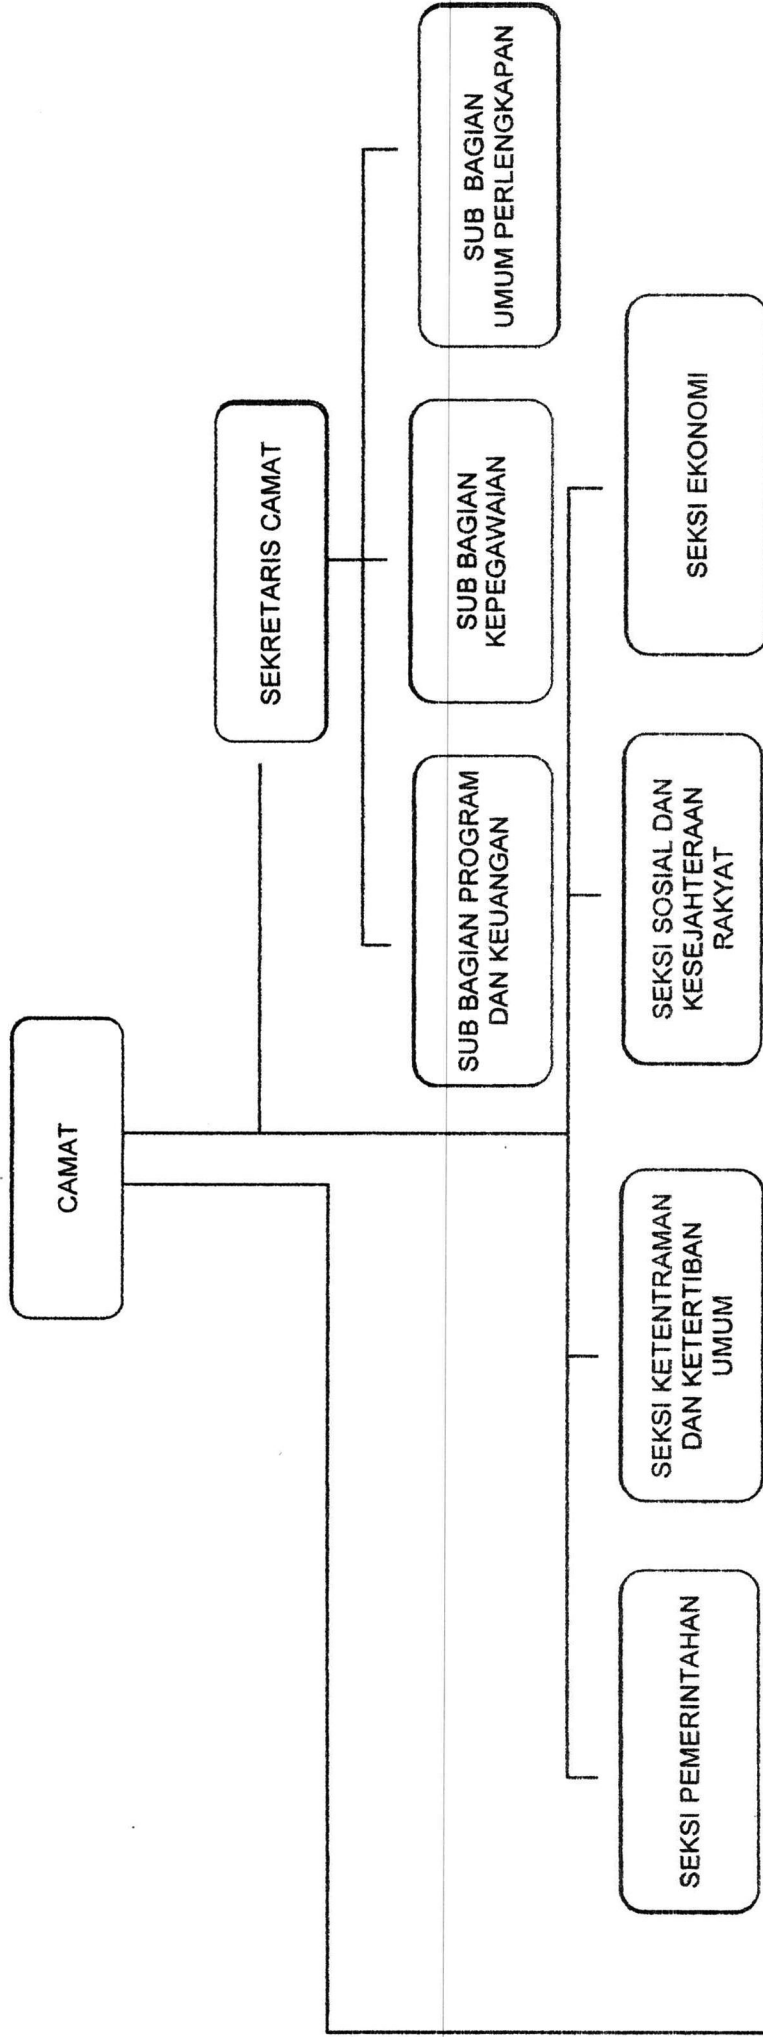 CAMAT
SEKRETARIS CAMAT
SUB BAGIAN PROGRAM
DAN KEUANGAN
SUB BAGIAN
KEPEGAWAIAN
SUB BAGIAN
UMUM PERLENGKAPAN
SEKSI PEMERINTAHAN
SEKSI KETENTRAMAN
DAN KETERTIBAN
UMUM
SEKSI SOSIAL DAN
KESEJAHTERAAN
RAKYAT
SEKSI EKONOMI